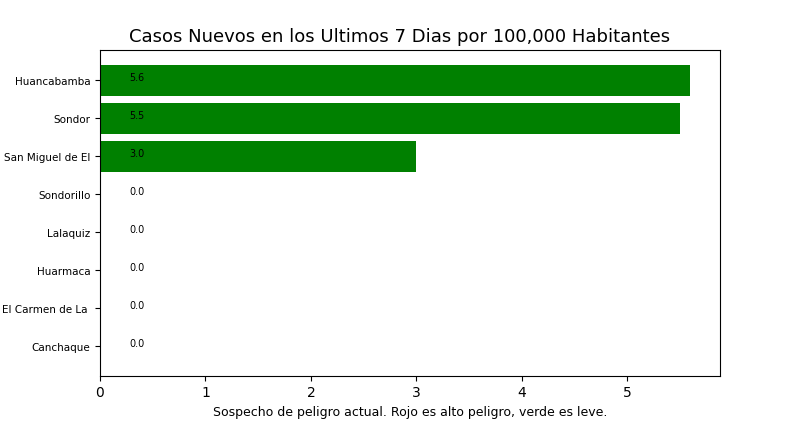 Casos Nuevos en los Ultimos 7 Dias por 100,000 Habitantes
Huancabamba 5.6
Sondor 5.5
San Miguel de El 3.0
Sondorillo 0.0
Lalaquiz 0.0
Huarmaca 0.0
El Carmen de La 0.0
Canchaque 0.0
0 1 2 3 4 5
Sospecho de peligro actual. Rojo es alto peligro, verde es leve.